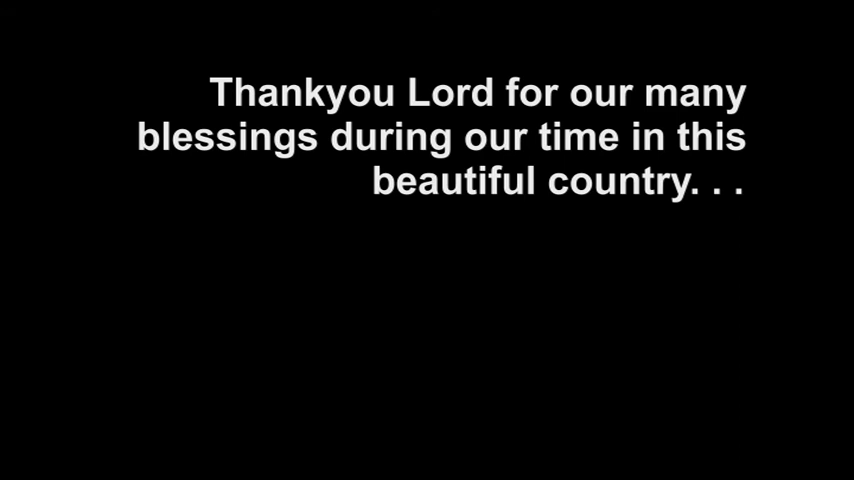 Thankyou Lord for our many
blessings during our time in this
beautiful country. . .